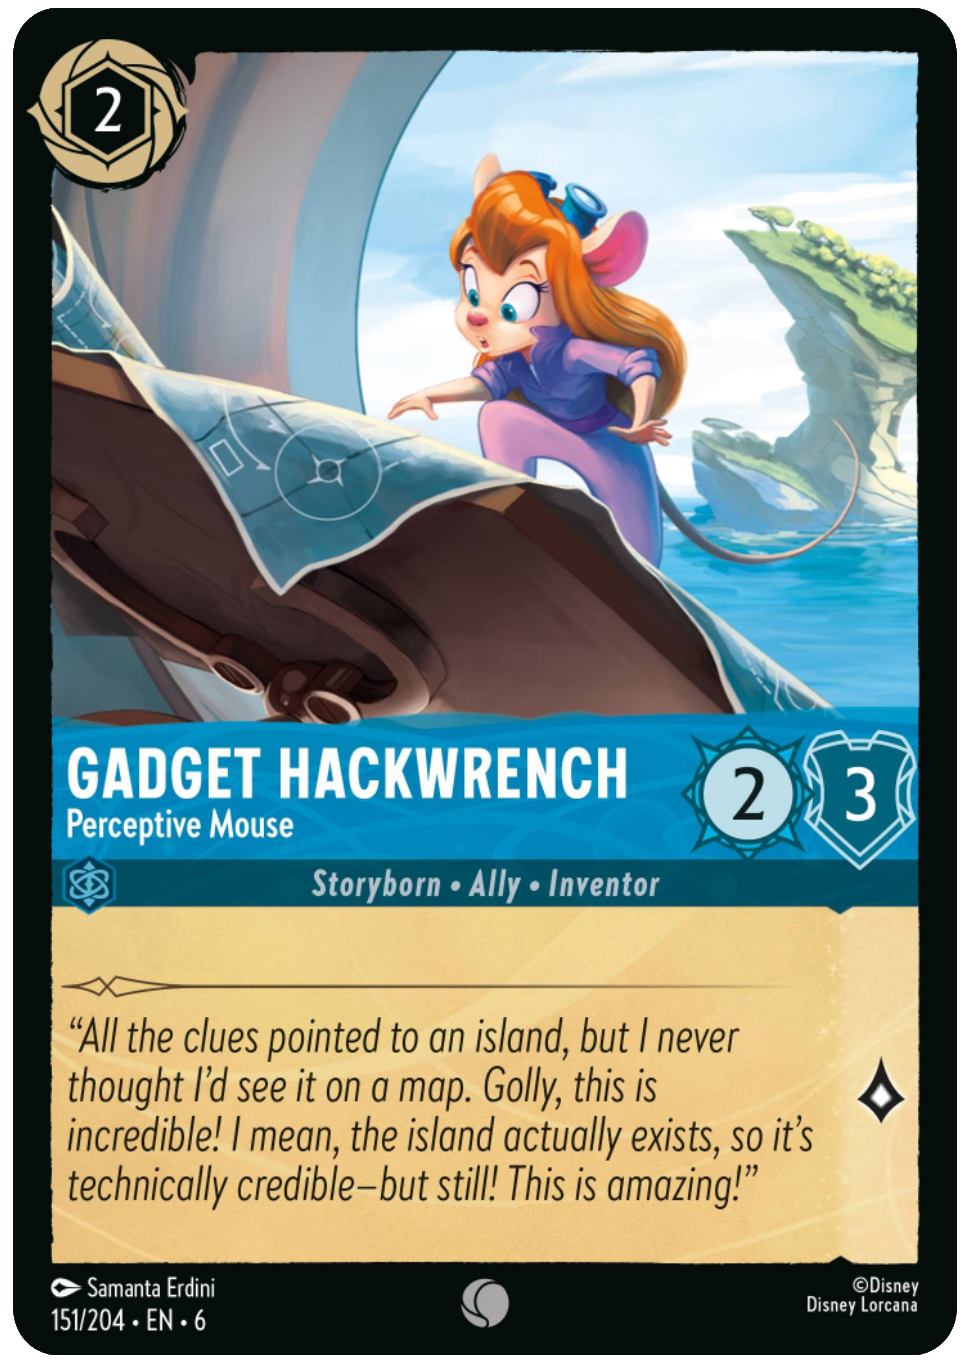 2
GADGET HACKWRENCH
Perceptive Mouse
2
3
Storyborn • Ally • Inventor
“All the clues pointed to an island, but I never
thought I’d see it on a map. Golly, this is
incredible! I mean, the island actually exists, so it’s
technically credible–but still! This is amazing!”
Samanta Erdini
151/204 • EN • 6
©Disney
Disney Lorcana